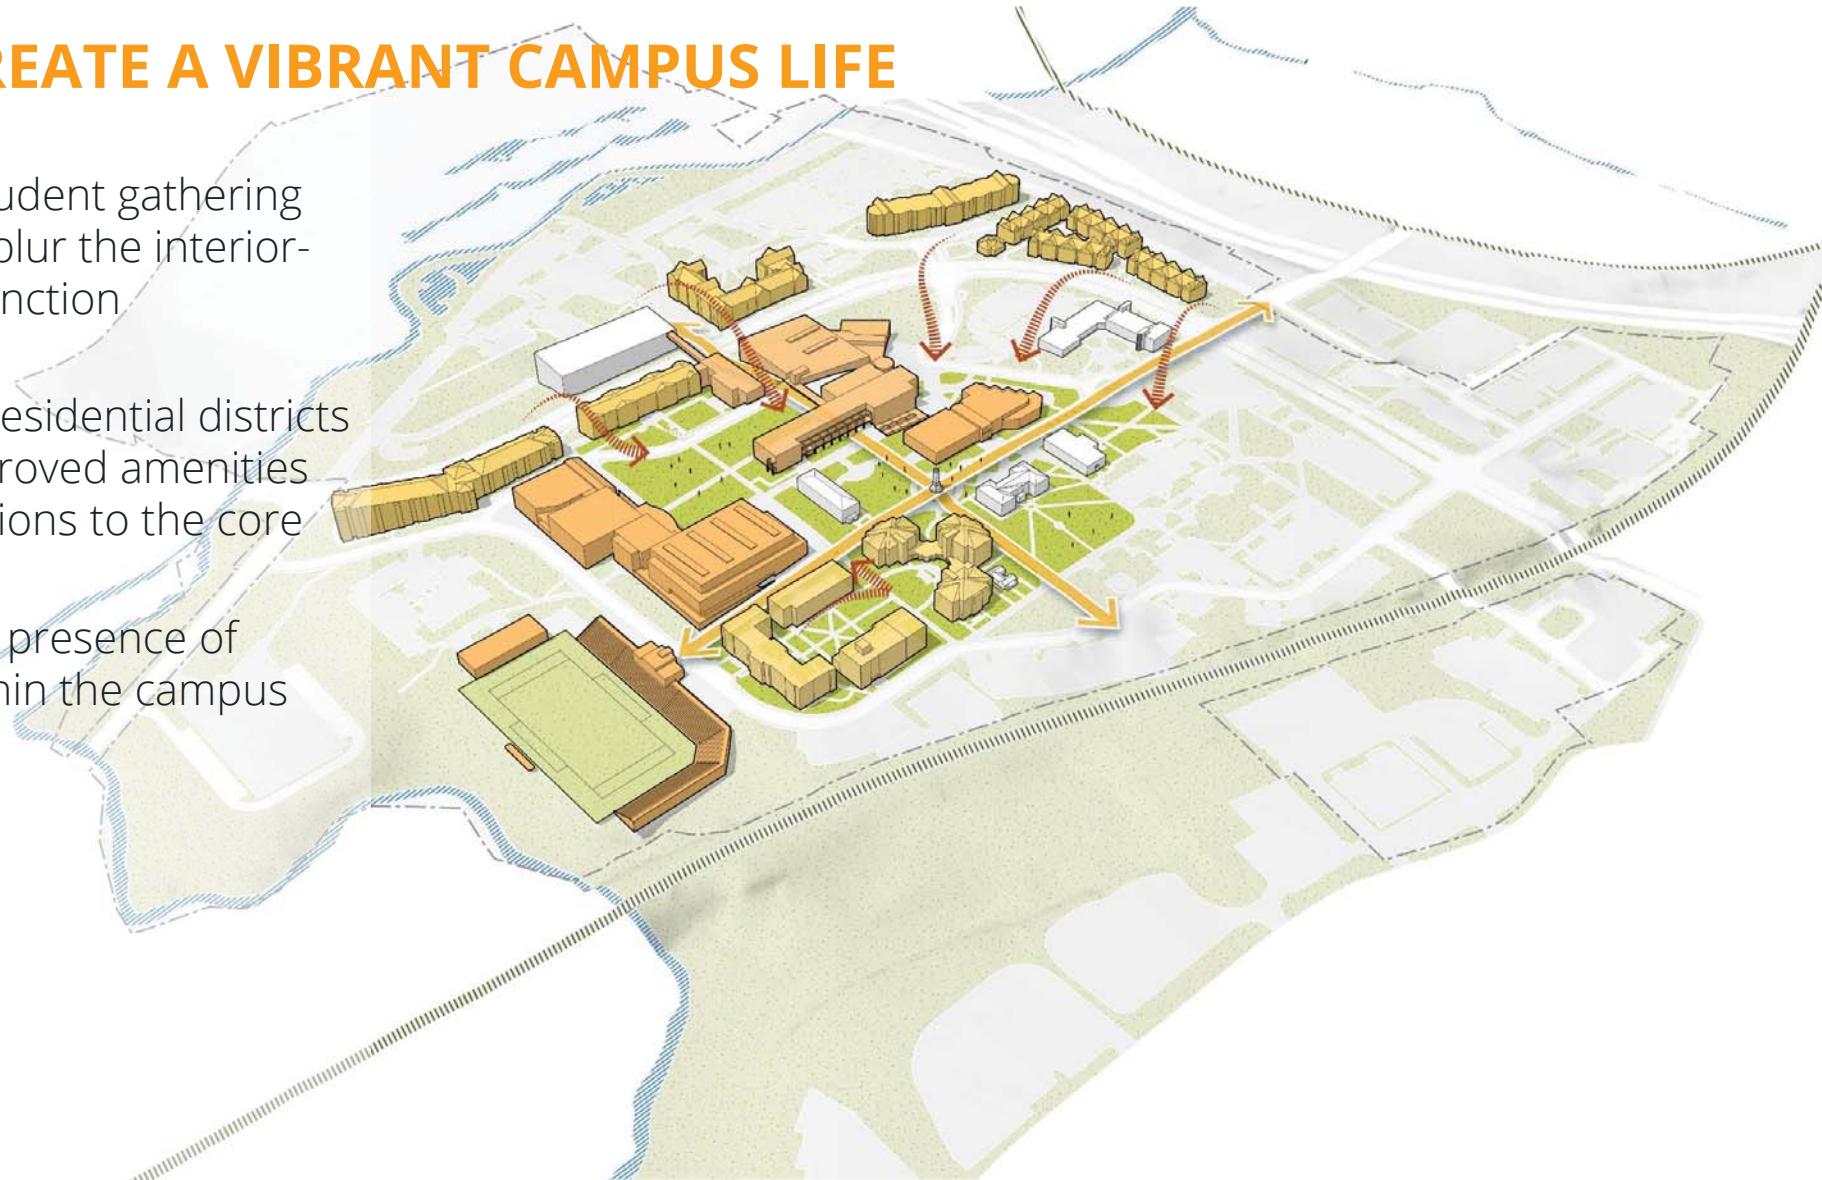 REATE A VIBRANT CAMPUS LIFE
udent gathering
blur the interior-
nction
esidential districts
roved amenities
ions to the core
presence of
hin the campus